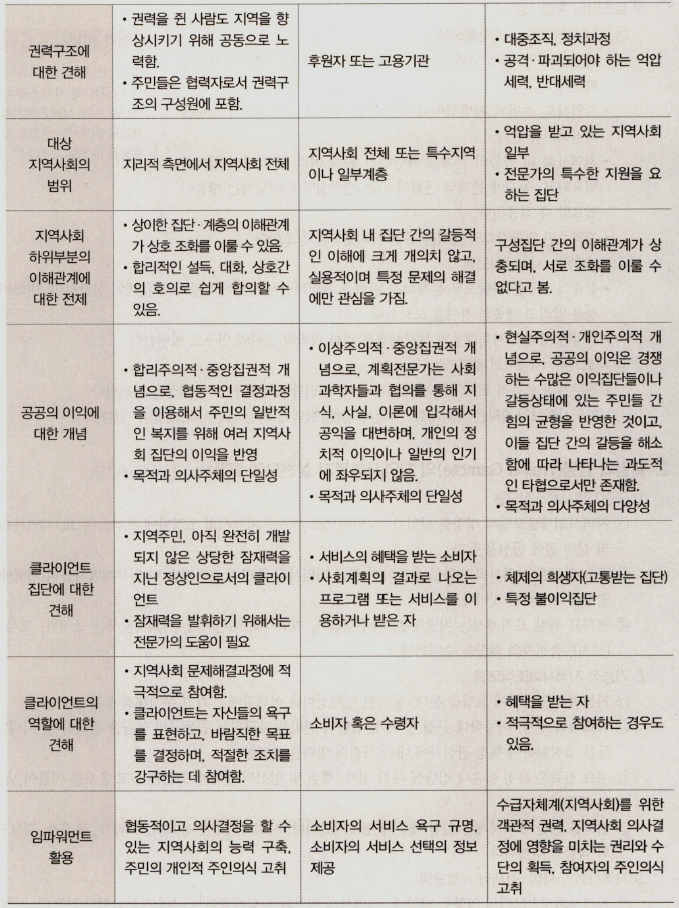 권력구조에
대한 견해
• 권력을 쥔 사람도 지역을 향
상시키기 위해 공동으로 노
력함.
• 주민들은 협력자로서 권력구
조의 구성원에 포함.
후원자 또는 고용기관
• 대중조직, 정치과정
• 공격·파괴되어야 하는 억압
세력, 반대세력
대상
지역사회의
범위
지리적 측면에서 지역사회 전체
지역사회 전체 또는 특수지역
이나 일부계층
• 억압을 받고 있는 지역사회
일부
• 전문가의 특수한 지원을 요
하는 집단
지역사회
하위부분의
이해관계에
대한 전제
• 상이한 집단·계층의 이해관계
가 상호 조화를 이룰 수 있음.
• 합리적인 설득, 대화, 상호간
의 호의로 쉽게 합의할 수
있음.
지역사회 내 집단 간의 갈등적
인 이해에 크게 개의치 않고,
실용적이며 특정 문제의 해결
에만 관심을 가짐.
구성집단 간의 이해관계가 상
충되며, 서로 조화를 이룰 수
없다고 봄.
공공의 이익에
대한 개념
• 합리주의적·중앙집권적 개
념으로, 협동적인 결정과정
을 이용해서 주민의 일반적
인 복지를 위해 여러 지역사
회 집단의 이익을 반영
• 목적과 의사주체의 단일성
• 이상주의적·중앙집권적 개
념으로, 계획전문가는 사회
과학자들과 협의를 통해 지
식, 사실, 이론에 입각해서
공익을 대변하며, 개인의 정
치적 이익이나 일반의 인기
에 좌우되지 않음.
• 목적과 의사주체의 단일성
• 현실주의적·개인주의적 개
념으로, 공공의 이익은 경쟁
하는 수많은 이익집단들이나
갈등상태에 있는 주민들 간
힘의 균형을 반영한 것이고,
이들 집단 간의 갈등을 해소
함에 따라 나타나는 과도적
인 타협으로서만 존재함.
• 목적과 의사주체의 다양성
클라이언트
집단에 대한
견해
• 지역주민, 아직 완전히 개발
되지 않은 상당한 잠재력을
지닌 정상인으로서의 클라이
언트
• 잠재력을 발휘하기 위해서는
전문가의 도움이 필요
• 서비스의 혜택을 받는 소비자
• 사회계획의 결과로 나오는
프로그램 또는 서비스를 이
용하거나 받은 자
• 체제의 희생자(고통받는 집단)
• 특정 불이익집단
클라이언트의
역할에 대한
견해
• 지역사회 문제해결과정에 적
극적으로 참여함.
• 클라이언트는 자신들의 욕구
를 표현하고, 바람직한 목표
를 결정하며, 적절한 조치를
강구하는 데 참여함.
소비자 혹은 수령자
• 혜택을 받는 자
• 적극적으로 참여하는 경우도
있음.
임파워먼트
활용
협동적이고 의사결정을 할 수
있는 지역사회의 능력 구축,
주민의 개인적 주인의식 고취
소비자의 서비스 욕구 규명,
소비자의 서비스 선택의 정보
제공
수급자체계(지역사회)를 위한
객관적 권력, 지역사회 의사결
정에 영향을 미치는 권리와 수
단의 획득, 참여자의 주인의식
고취